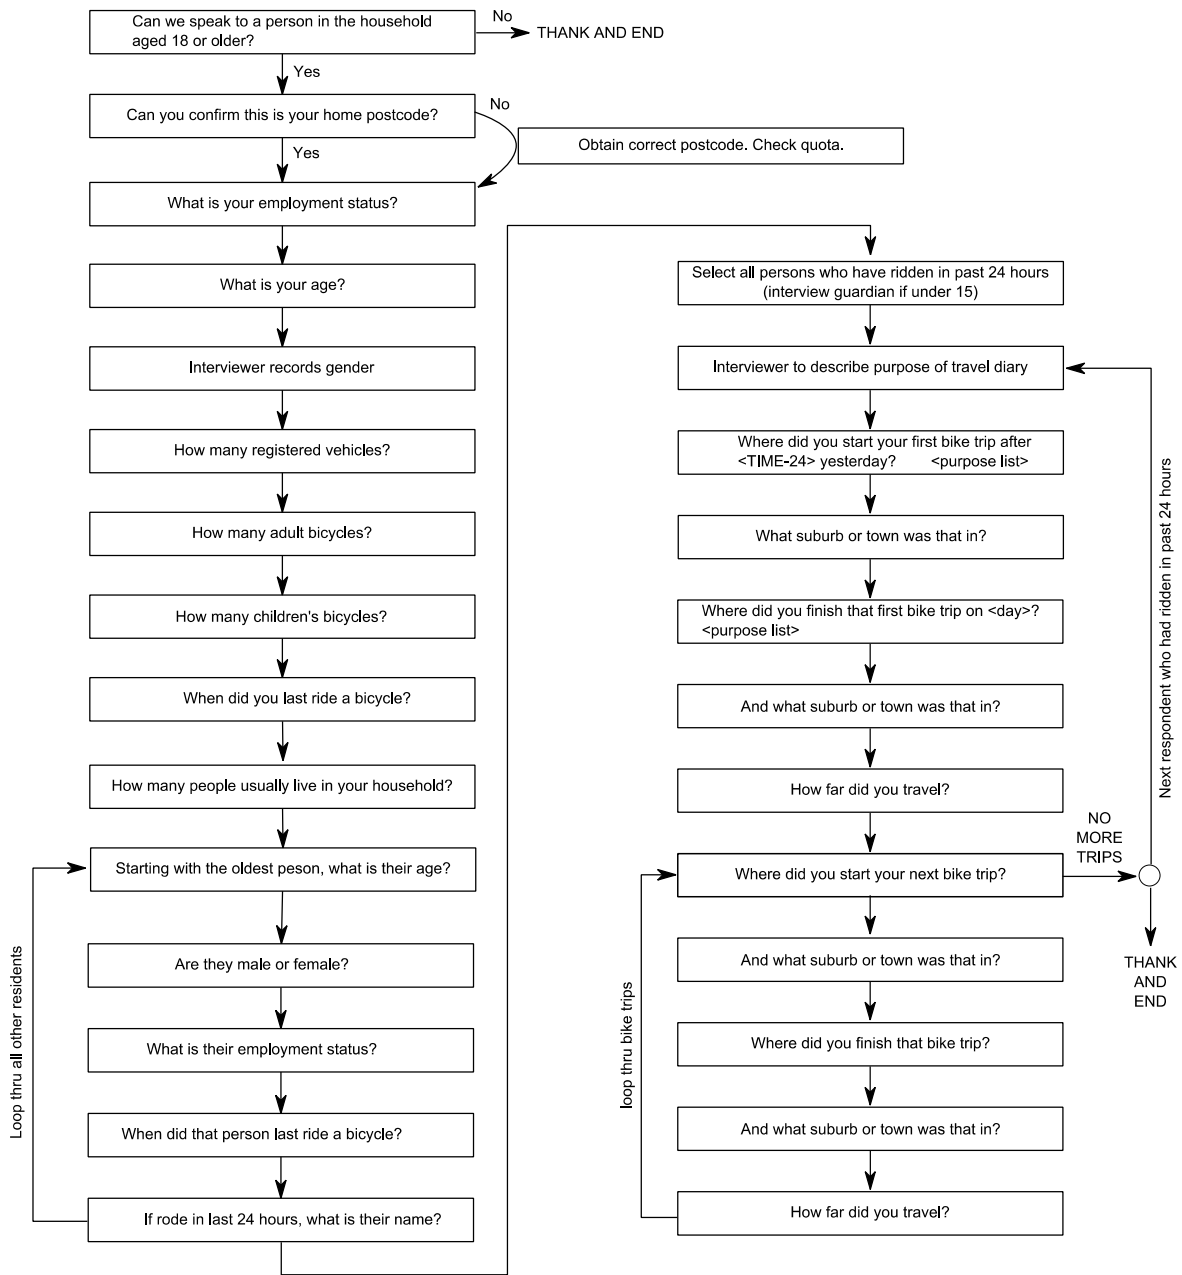 Can we speak to a person in the household
aged 18 or older?
No
THANK AND END
Yes
Can you confirm this is your home postcode?
No
Obtain correct postcode. Check quota.
Yes
What is your employment status?
What is your age?
Interviewer records gender
How many registered vehicles?
How many adult bicycles?
How many children's bicycles?
When did you last ride a bicycle?
How many people usually live in your household?
Starting with the oldest peson, what is their age?
Are they male or female?
What is their employment status?
When did that person last ride a bicycle?
If rode in last 24 hours, what is their name?
Loop thru all other residents
Select all persons who have ridden in past 24 hours
(interview guardian if under 15)
Interviewer to describe purpose of travel diary
Where did you start your first bike trip after
<TIME-24> yesterday? <purpose list>
What suburb or town was that in?
Where did you finish that first bike trip on <day>?
<purpose list>
And what suburb or town was that in?
How far did you travel?
Where did you start your next bike trip?
NO
MORE
TRIPS
Next respondent who had ridden in past 24 hours
THANK
AND
END
And what suburb or town was that in?
Where did you finish that bike trip?
And what suburb or town was that in?
How far did you travel?
loop thru bike trips